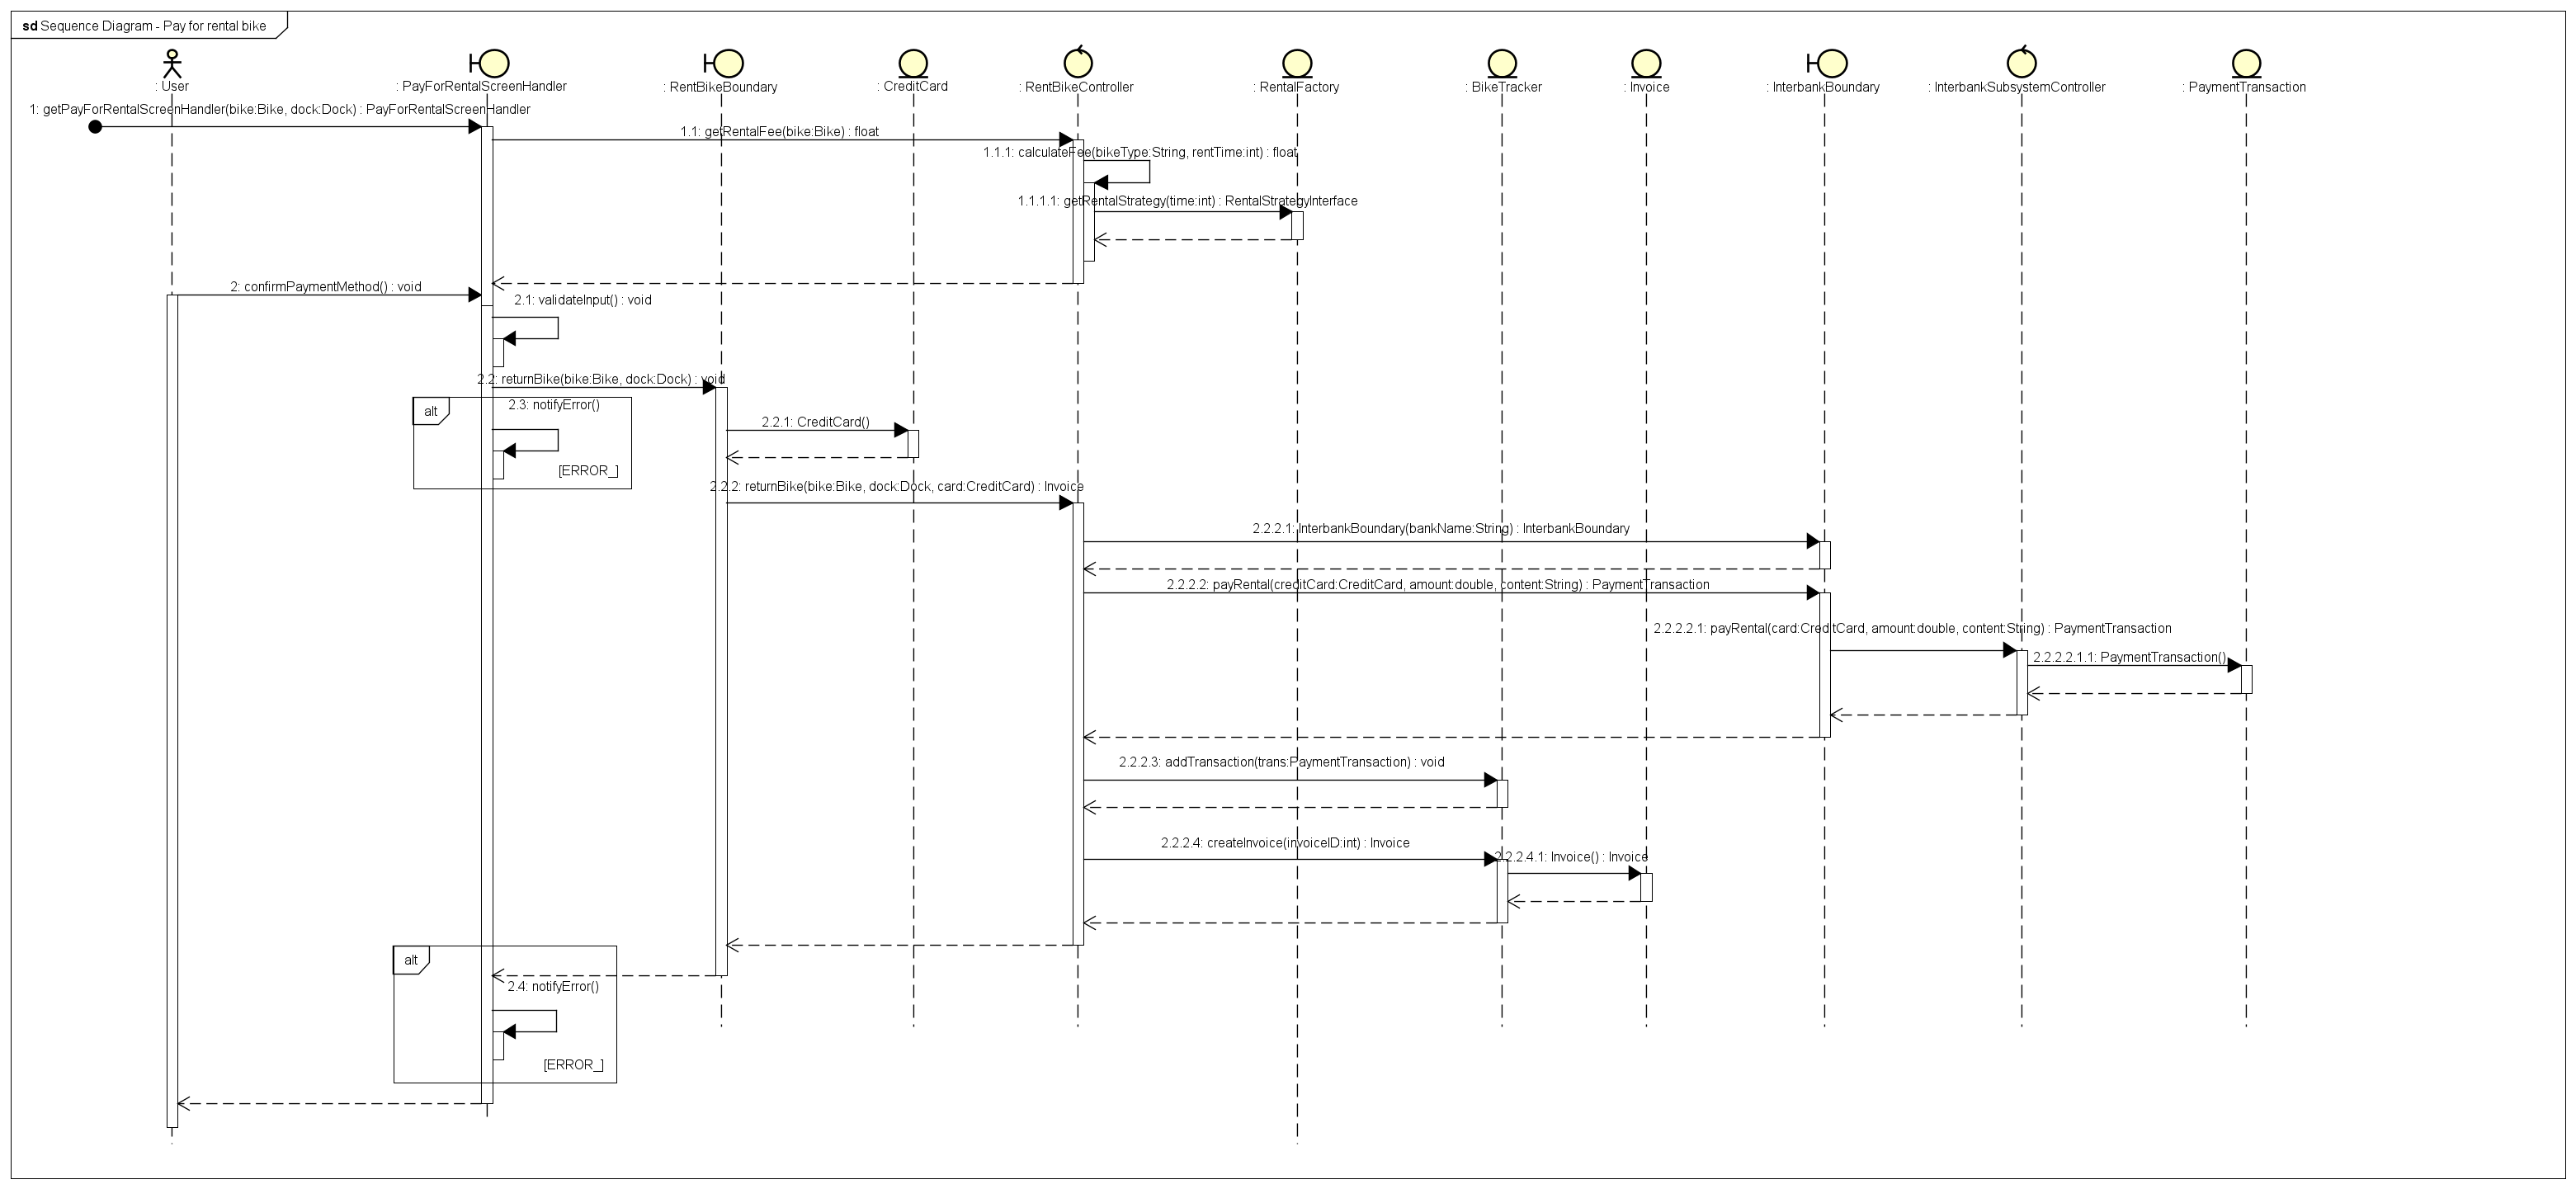 sd Sequence Diagram - Pay for rental bike
: User
: PayForRentalScreenHandler
: RentBikeBoundary
: CreditCard
: RentBikeController
: RentalFactory
: BikeTracker
: Invoice
: InterbankBoundary
: InterbankSubsystemController
: PaymentTransaction
1: getPayForRentalScreenHandler(bike:Bike, dock:Dock) : PayForRentalScreenHandler
1.1: getRentalFee(bike:Bike) : float
1.1.1: calculateFee(bikeType:String, rentTime:int) : float
1.1.1.1: getRentalStrategy(time:int) : RentalStrategyInterface
2: confirmPaymentMethod() : void
2.1: validateInput() : void
2.2: returnBike(bike:Bike, dock:Dock) : void
alt
2.3: notifyError()
[ERROR_]
2.2.1: CreditCard()
2.2.2: returnBike(bike:Bike, dock:Dock, card:CreditCard) : Invoice
2.2.2.1: InterbankBoundary(bankName:String) : InterbankBoundary
2.2.2.2: payRental(creditCard:CreditCard, amount:double, content:String) : PaymentTransaction
2.2.2.2.1: payRental(card:CreditCard, amount:double, content:String) : PaymentTransaction
2.2.2.2.1.1: PaymentTransaction()
2.2.2.3: addTransaction(trans:PaymentTransaction) : void
2.2.2.4: createInvoice(invoiceID:int) : Invoice
2.2.2.4.1: Invoice() : Invoice
alt
2.4: notifyError()
[ERROR_]